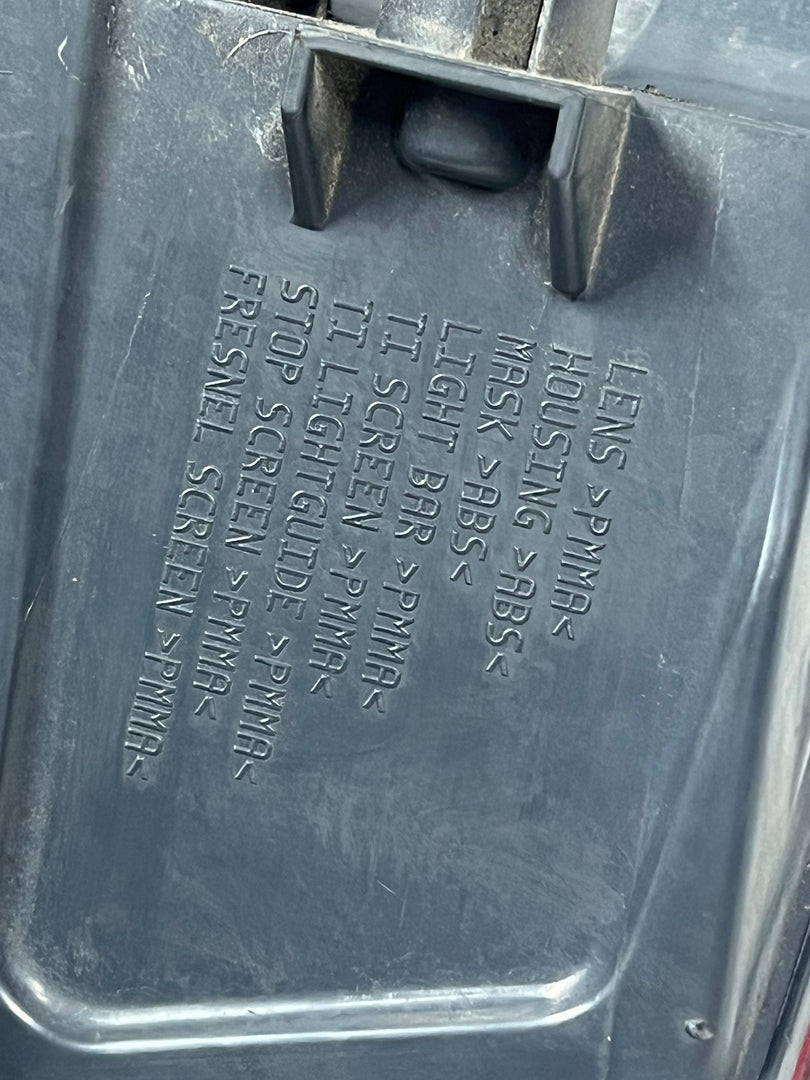 LENS >PMMA<
HOUSING >ABS<
MASK >ABS<
LIGHT BAR >PMMA<
TI SCREEN >PMMA<
TI LIGHTGUIDE >PMMA<
STOP SCREEN >PMMA<
FRESNEL SCREEN >PMMA<